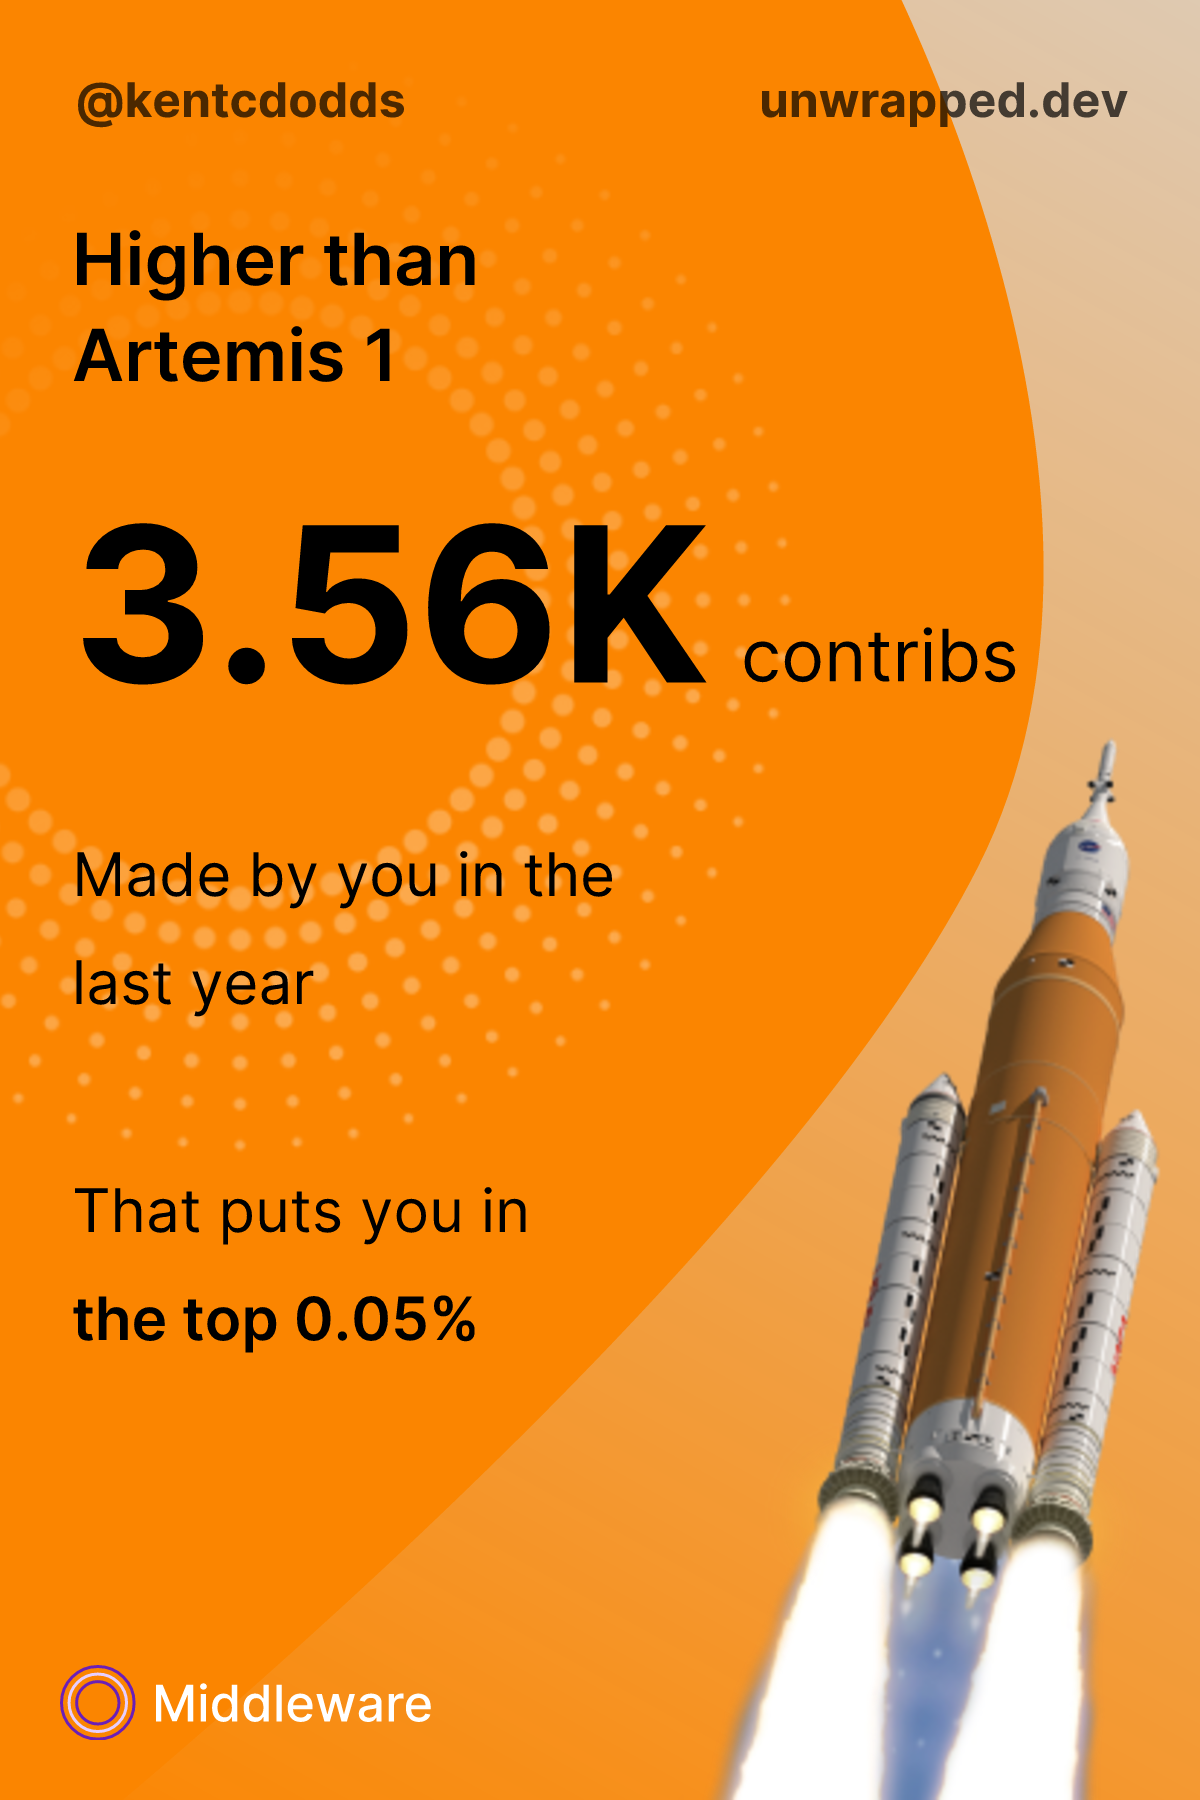 @kentcdodds
unwrapped.dev
Higher than
Artemis 1
3.56K contribs
Made by you in the
last year
That puts you in
the top 0.05%
Middleware